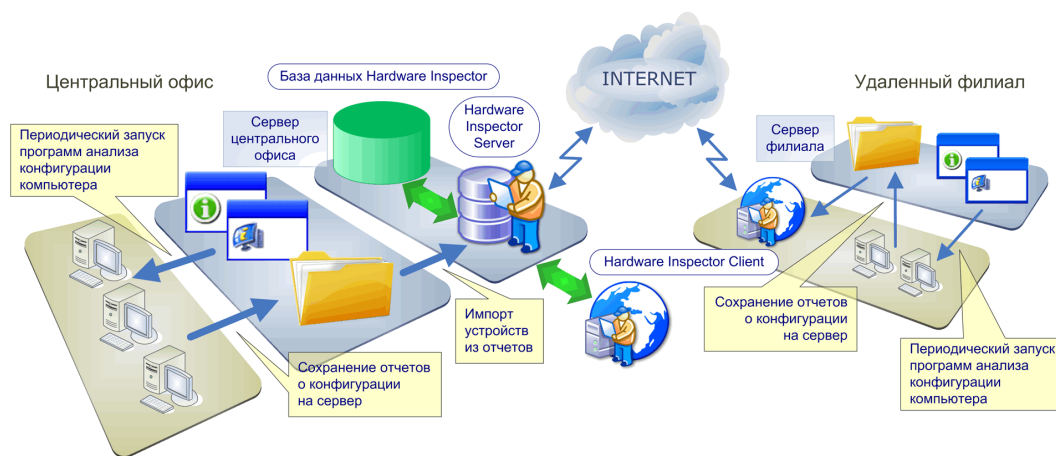 Центральный офис
База данных Hardware Inspector
INTERNET
Удаленный филиал
Периодический запуск
программ анализа
конфигурации
компьютера
Сервер
центрального
офиса
Hardware
Inspector
Server
Сервер
филиала
Hardware Inspector Client
Импорт
устройств
из отчетов
Сохранение отчетов
о конфигурации
на сервер
Сохранение отчетов
о конфигурации
на сервер
Периодический запуск
программ анализа
конфигурации
компьютера